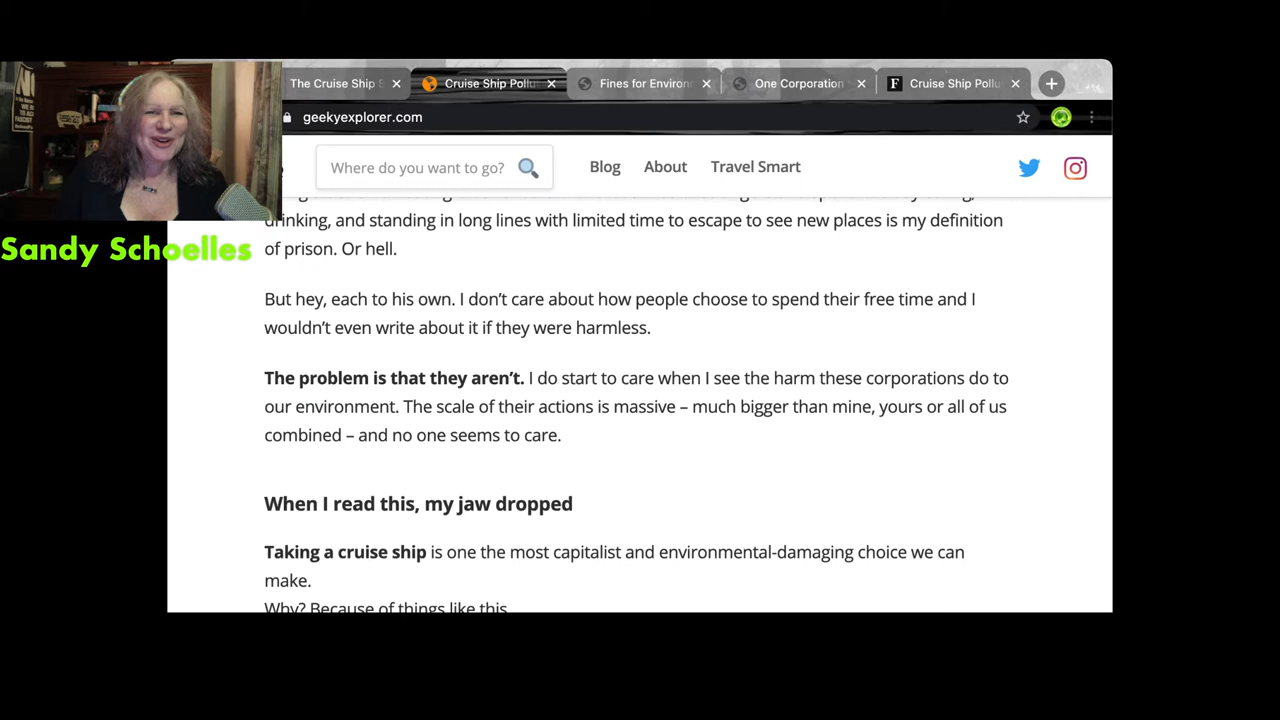 The Cruise Ship S
Cruise Ship Pollu
Fines for Environ
One Corporation
Cruise Ship Pollu
geekyexplorer.com
Where do you want to go?
Blog
About
Travel Smart
Sandy Schoelles
drinking, and standing in long lines with limited time to escape to see new places is my definition
of prison. Or hell.
But hey, each to his own. I don’t care about how people choose to spend their free time and I
wouldn’t even write about it if they were harmless.
The problem is that they aren’t. I do start to care when I see the harm these corporations do to
our environment. The scale of their actions is massive – much bigger than mine, yours or all of us
combined – and no one seems to care.
When I read this, my jaw dropped
Taking a cruise ship is one the most capitalist and environmental-damaging choice we can
make.
Why? Because of things like this